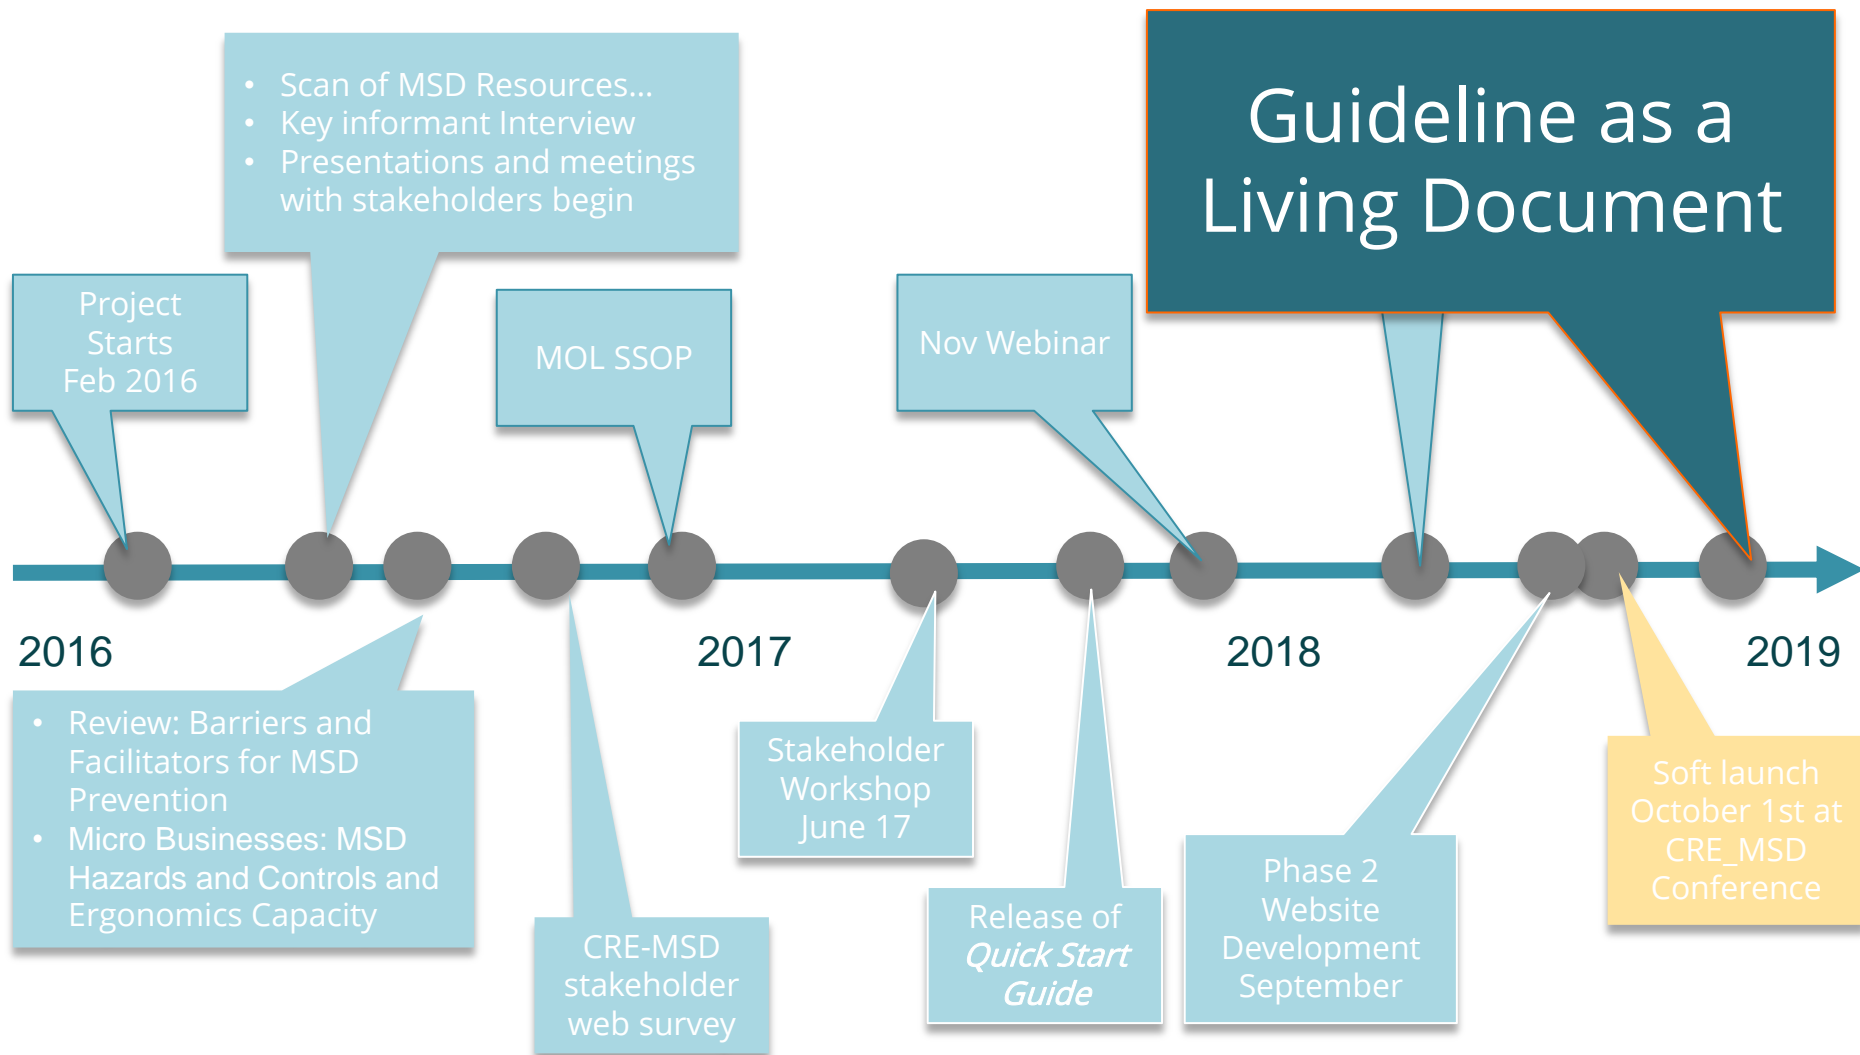 • Scan of MSD Resources...
• Key informant Interview
• Presentations and meetings
with stakeholders begin
Guideline as a
Living Document
Project
Starts
Feb 2016
MOL SSOP
Nov Webinar
2016
2017
2018
2019
• Review: Barriers and
Facilitators for MSD
Prevention
• Micro Businesses: MSD
Hazards and Controls and
Ergonomics Capacity
CRE-MSD
stakeholder
web survey
Stakeholder
Workshop
June 17
Release of
Quick Start
Guide
Phase 2
Website
Development
September
Soft launch
October 1st at
CRE_MSD
Conference